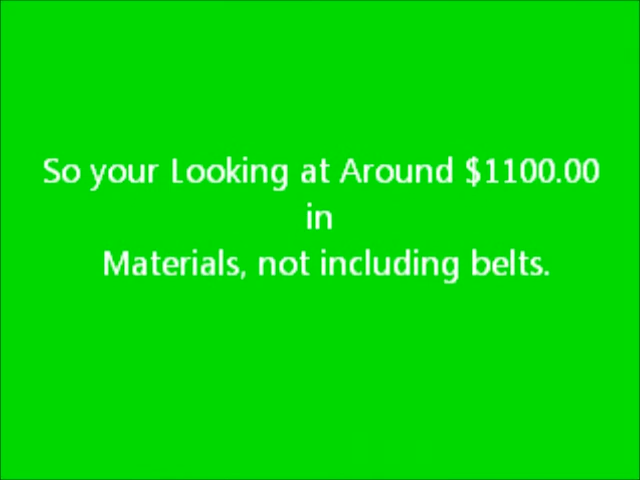 So your Looking at Around $1100.00
in
Materials, not including belts.